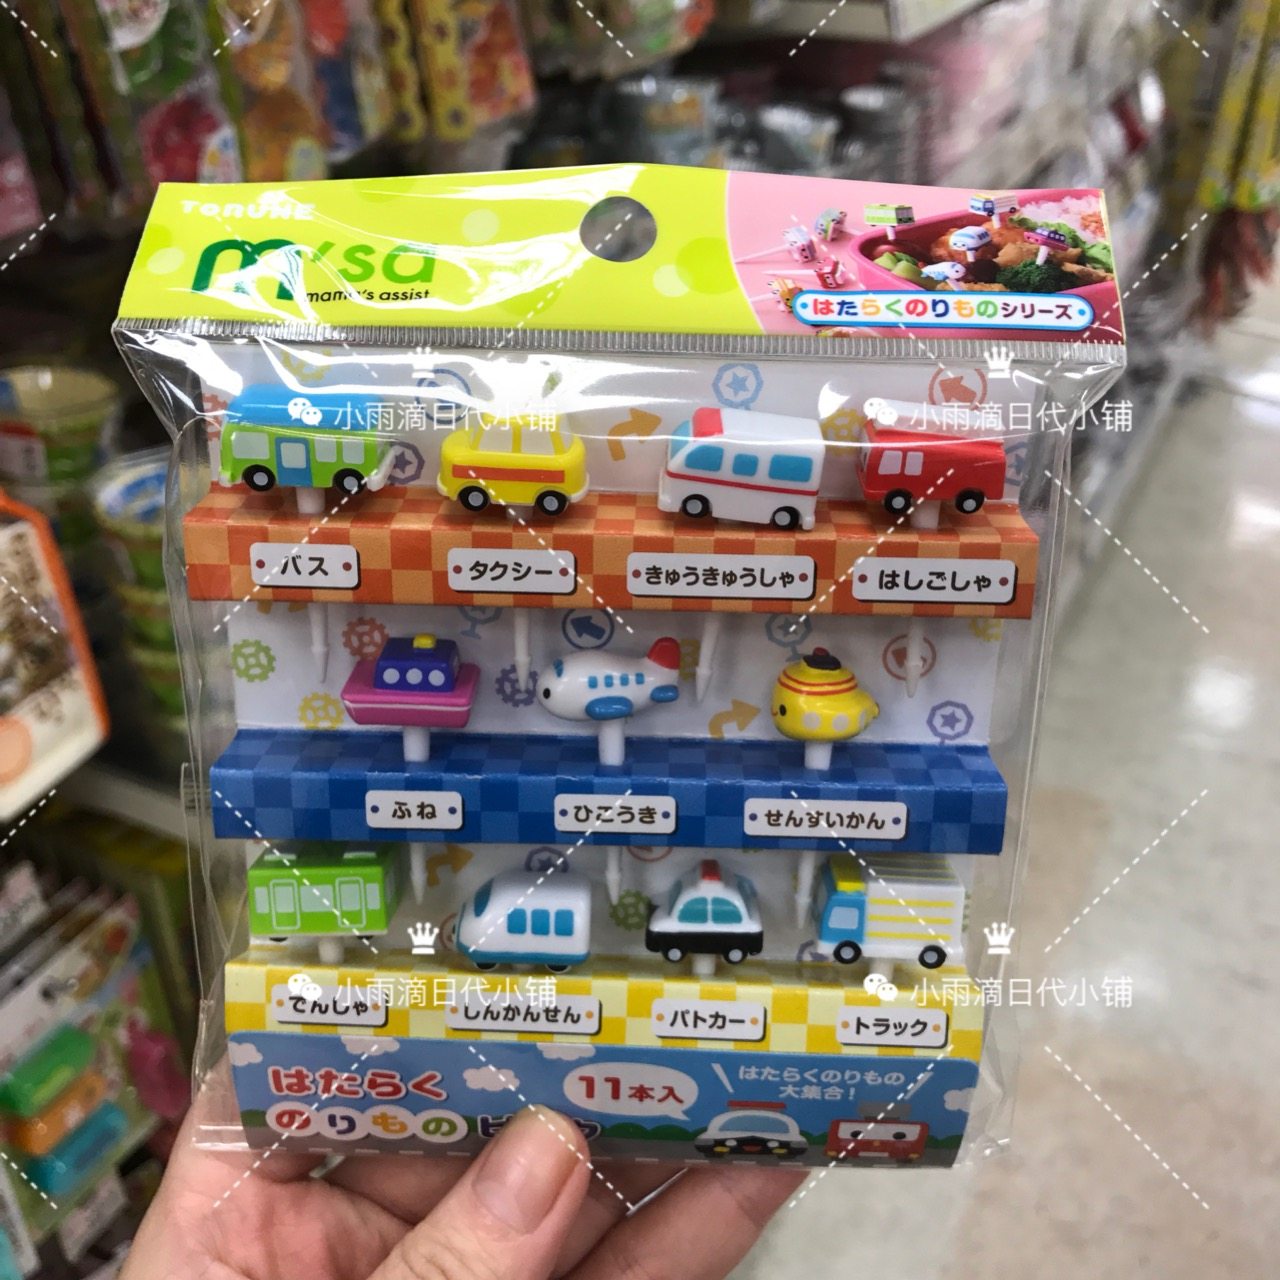 TORUNE
m'sa
mama's assist
はたらくのりものシリーズ
小雨滴日代小铺
小雨滴日代小铺
バス
タクシー
きゅうきゅうしゃ
はしごしゃ
ふね
ひこうき
せんすいかん
小雨滴日代小铺
小雨滴日代小铺
でんしゃ
しんかんせん
パトカー
トラック
はたらく
のりもの
11本入
はたらくのりもの
大集合!